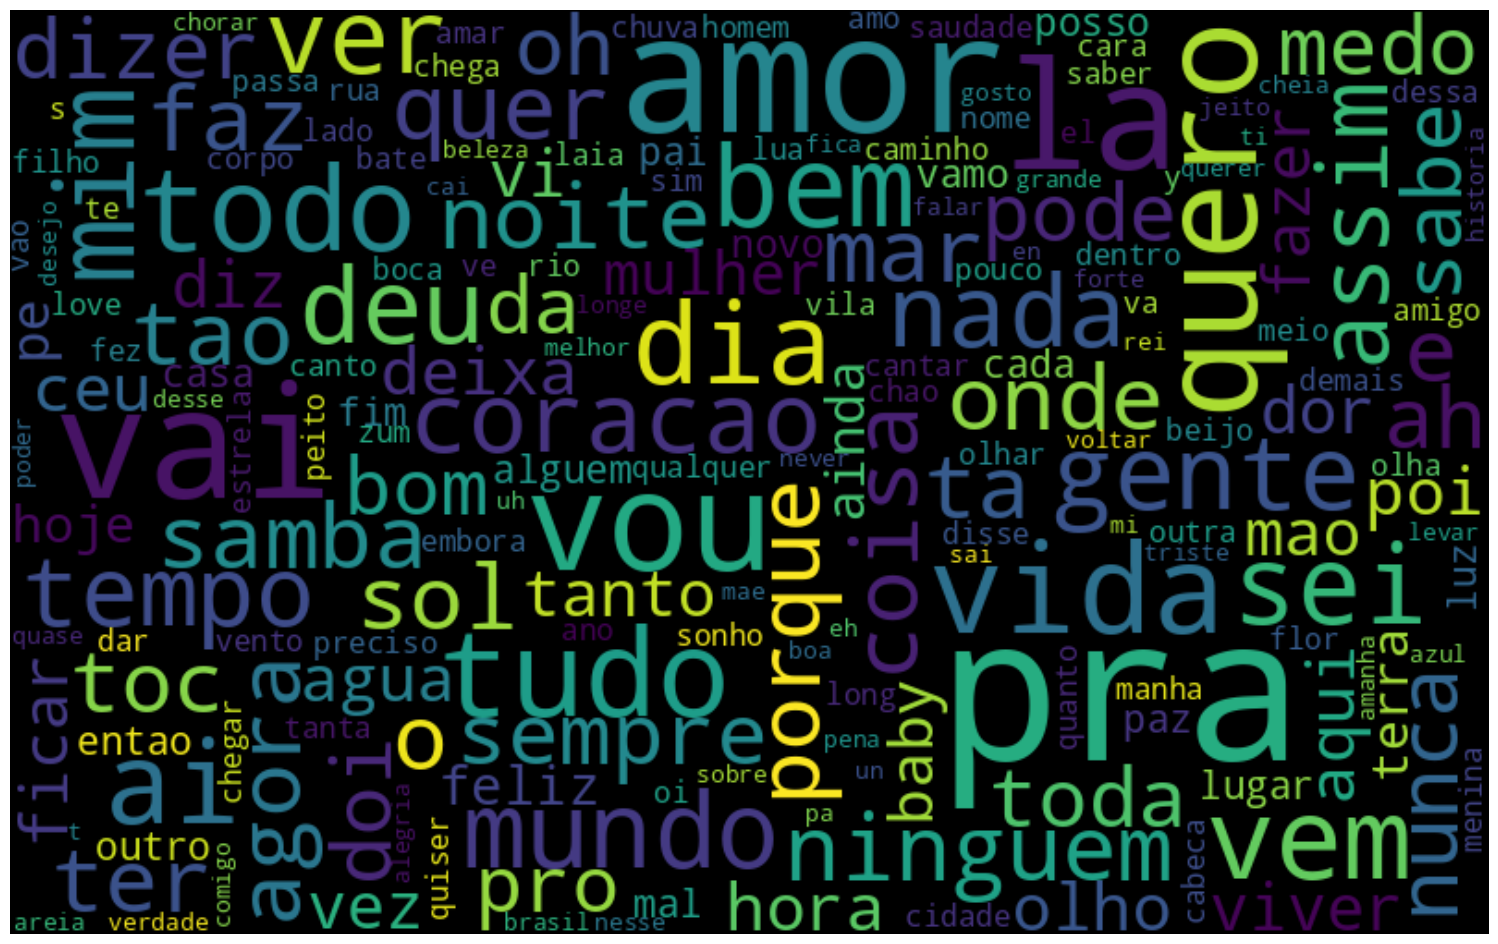 chorar
dizer
ver
amar
chega
oh
chuva
homem
amo
saudade
posso
amor
cara
saber
la
quero
medo
passa
rua
s
mim
faz
lado
quer
gosto
nome
el
jeito
cheia
dessa
ti
filho
corpo
bate
beleza
vi
laia
pai
sim
lua
fica
caminho
bem
vamo
grande
y
querer
fazer
assim
sabe
historia
te
todo
cai
noite
falar
pode
vao
desejo
novo
mar
en
dentro
diz
boca
ve
rio
mulher
pouco
forte
pe
love
deu
da
longe
vila
nada
va
amigo
tao
fez
dia
rei
meio
e
canto
melhor
ceu
casa
desse
deixa
cantar
cada
demais
chao
onde
dor
ah
vai
estrela
peito
fim
zum
coracao
ainda
coisa
voltar
beijo
poder
bom
alguem
qualquer
never
olhar
ta
gente
olha
poi
hoje
samba
uh
vou
porque
embora
disse
mi
outra
mao
levar
sai
triste
luz
tempo
sol
tanto
mae
vida
sei
quase
dar
vento
preciso
ano
sonho
eh
boa
flor
ficar
toc
agora
agua
tudo
pra
quanto
aqui
amanha
terra
azul
nunca
long
manha
paz
entao
chegar
tanta
o
sempre
pena
baby
ai
doi
feliz
oi
sobre
un
toda
lugar
menina
t
outro
alegria
quiser
mundo
pa
ninguem
vem
ter
comigo
vez
pro
mal
hora
cidade
olho
cabeca
viver
areia
verdade
brasil
nesse